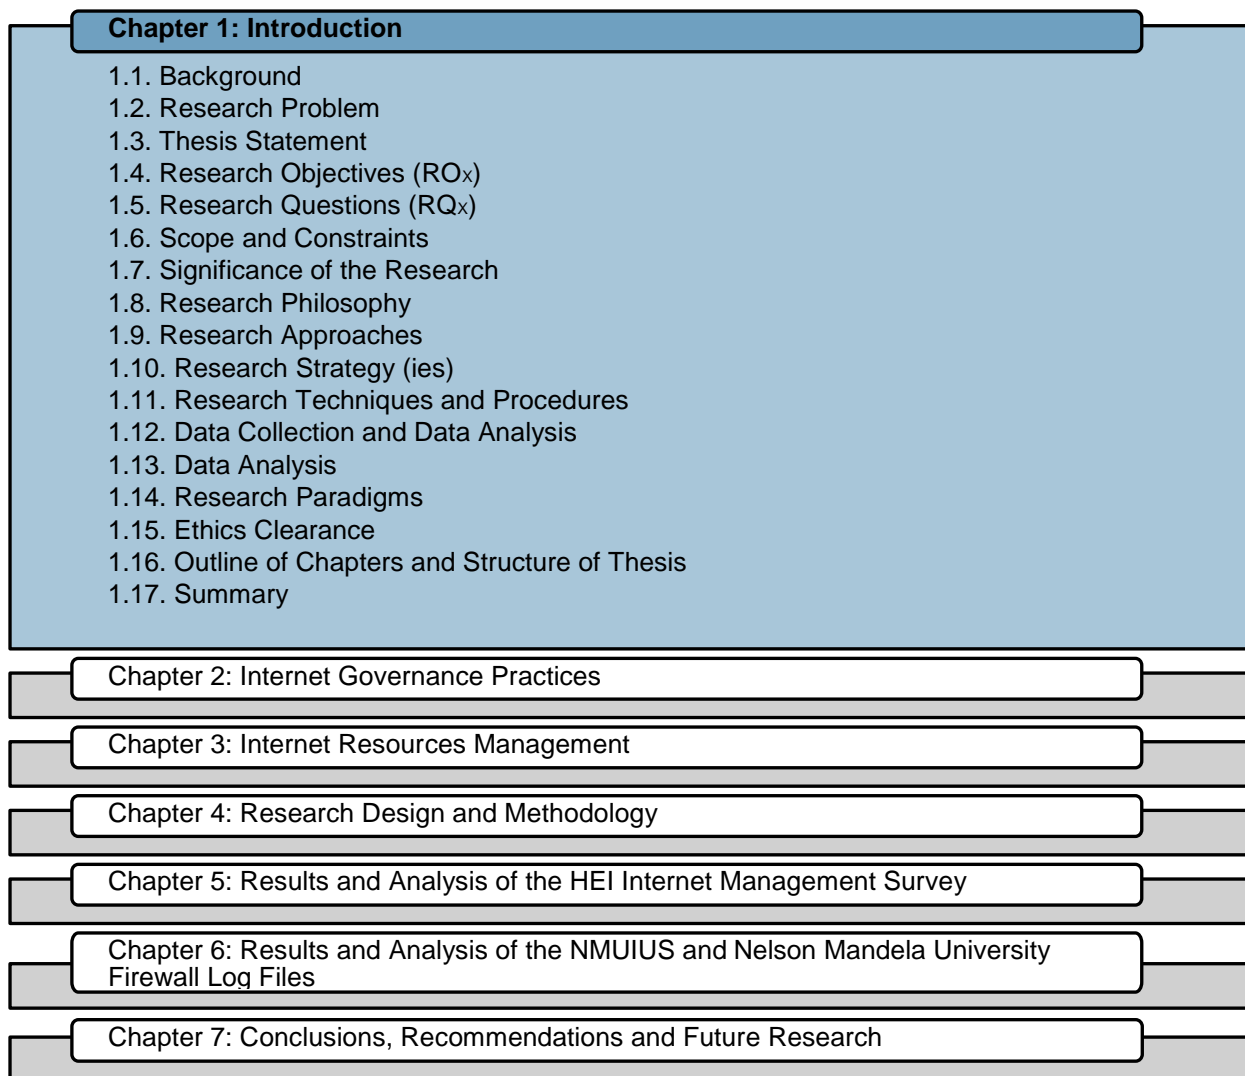 Chapter 1: Introduction
1.1. Background
1.2. Research Problem
1.3. Thesis Statement
1.4. Research Objectives (ROx)
1.5. Research Questions (RQx)
1.6. Scope and Constraints
1.7. Significance of the Research
1.8. Research Philosophy
1.9. Research Approaches
1.10. Research Strategy (ies)
1.11. Research Techniques and Procedures
1.12. Data Collection and Data Analysis
1.13. Data Analysis
1.14. Research Paradigms
1.15. Ethics Clearance
1.16. Outline of Chapters and Structure of Thesis
1.17. Summary
Chapter 2: Internet Governance Practices
Chapter 3: Internet Resources Management
Chapter 4: Research Design and Methodology
Chapter 5: Results and Analysis of the HEI Internet Management Survey
Chapter 6: Results and Analysis of the NMUIUS and Nelson Mandela University
Firewall Log Files
Chapter 7: Conclusions, Recommendations and Future Research